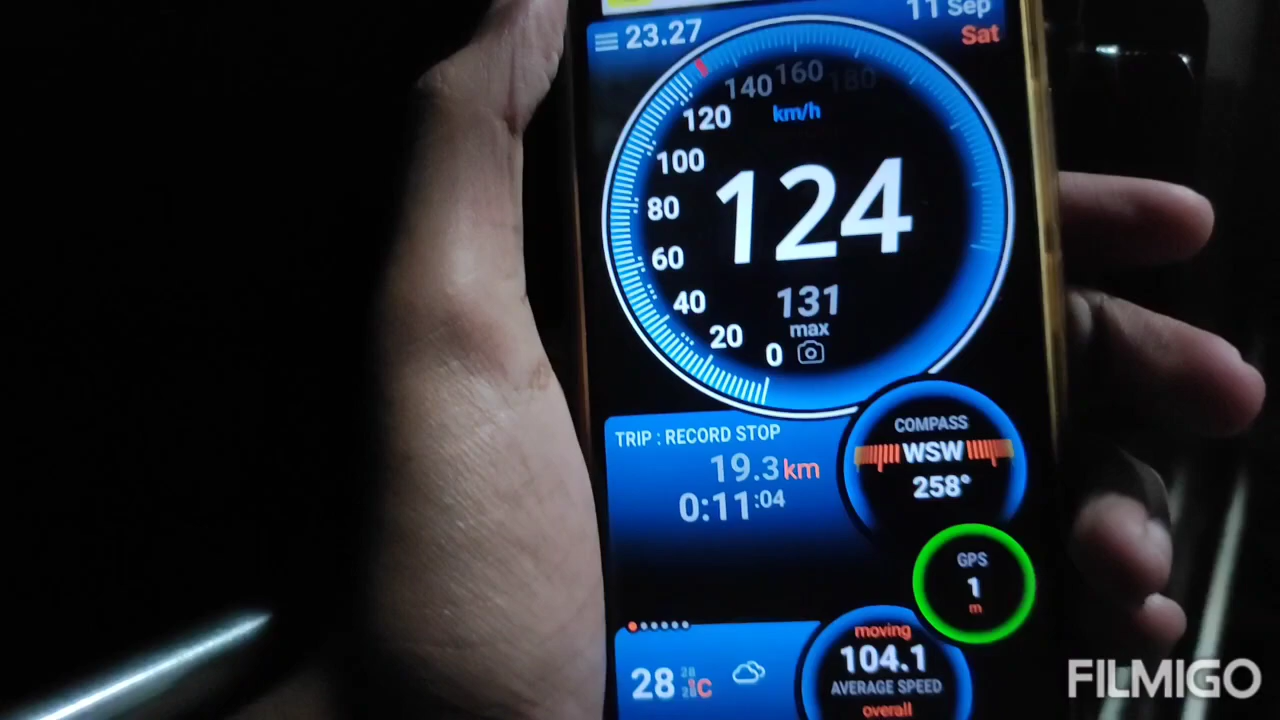 23.27
11 Sep
Sat
180
160
140
120
100
80
60
40
20
0
km/h
124
131
max
TRIP : RECORD STOP
19.3 km
0:11:04
COMPASS
WSW
258°
GPS
1
m
28 °C
moving
104.1
AVERAGE SPEED
overall
FILMIGO